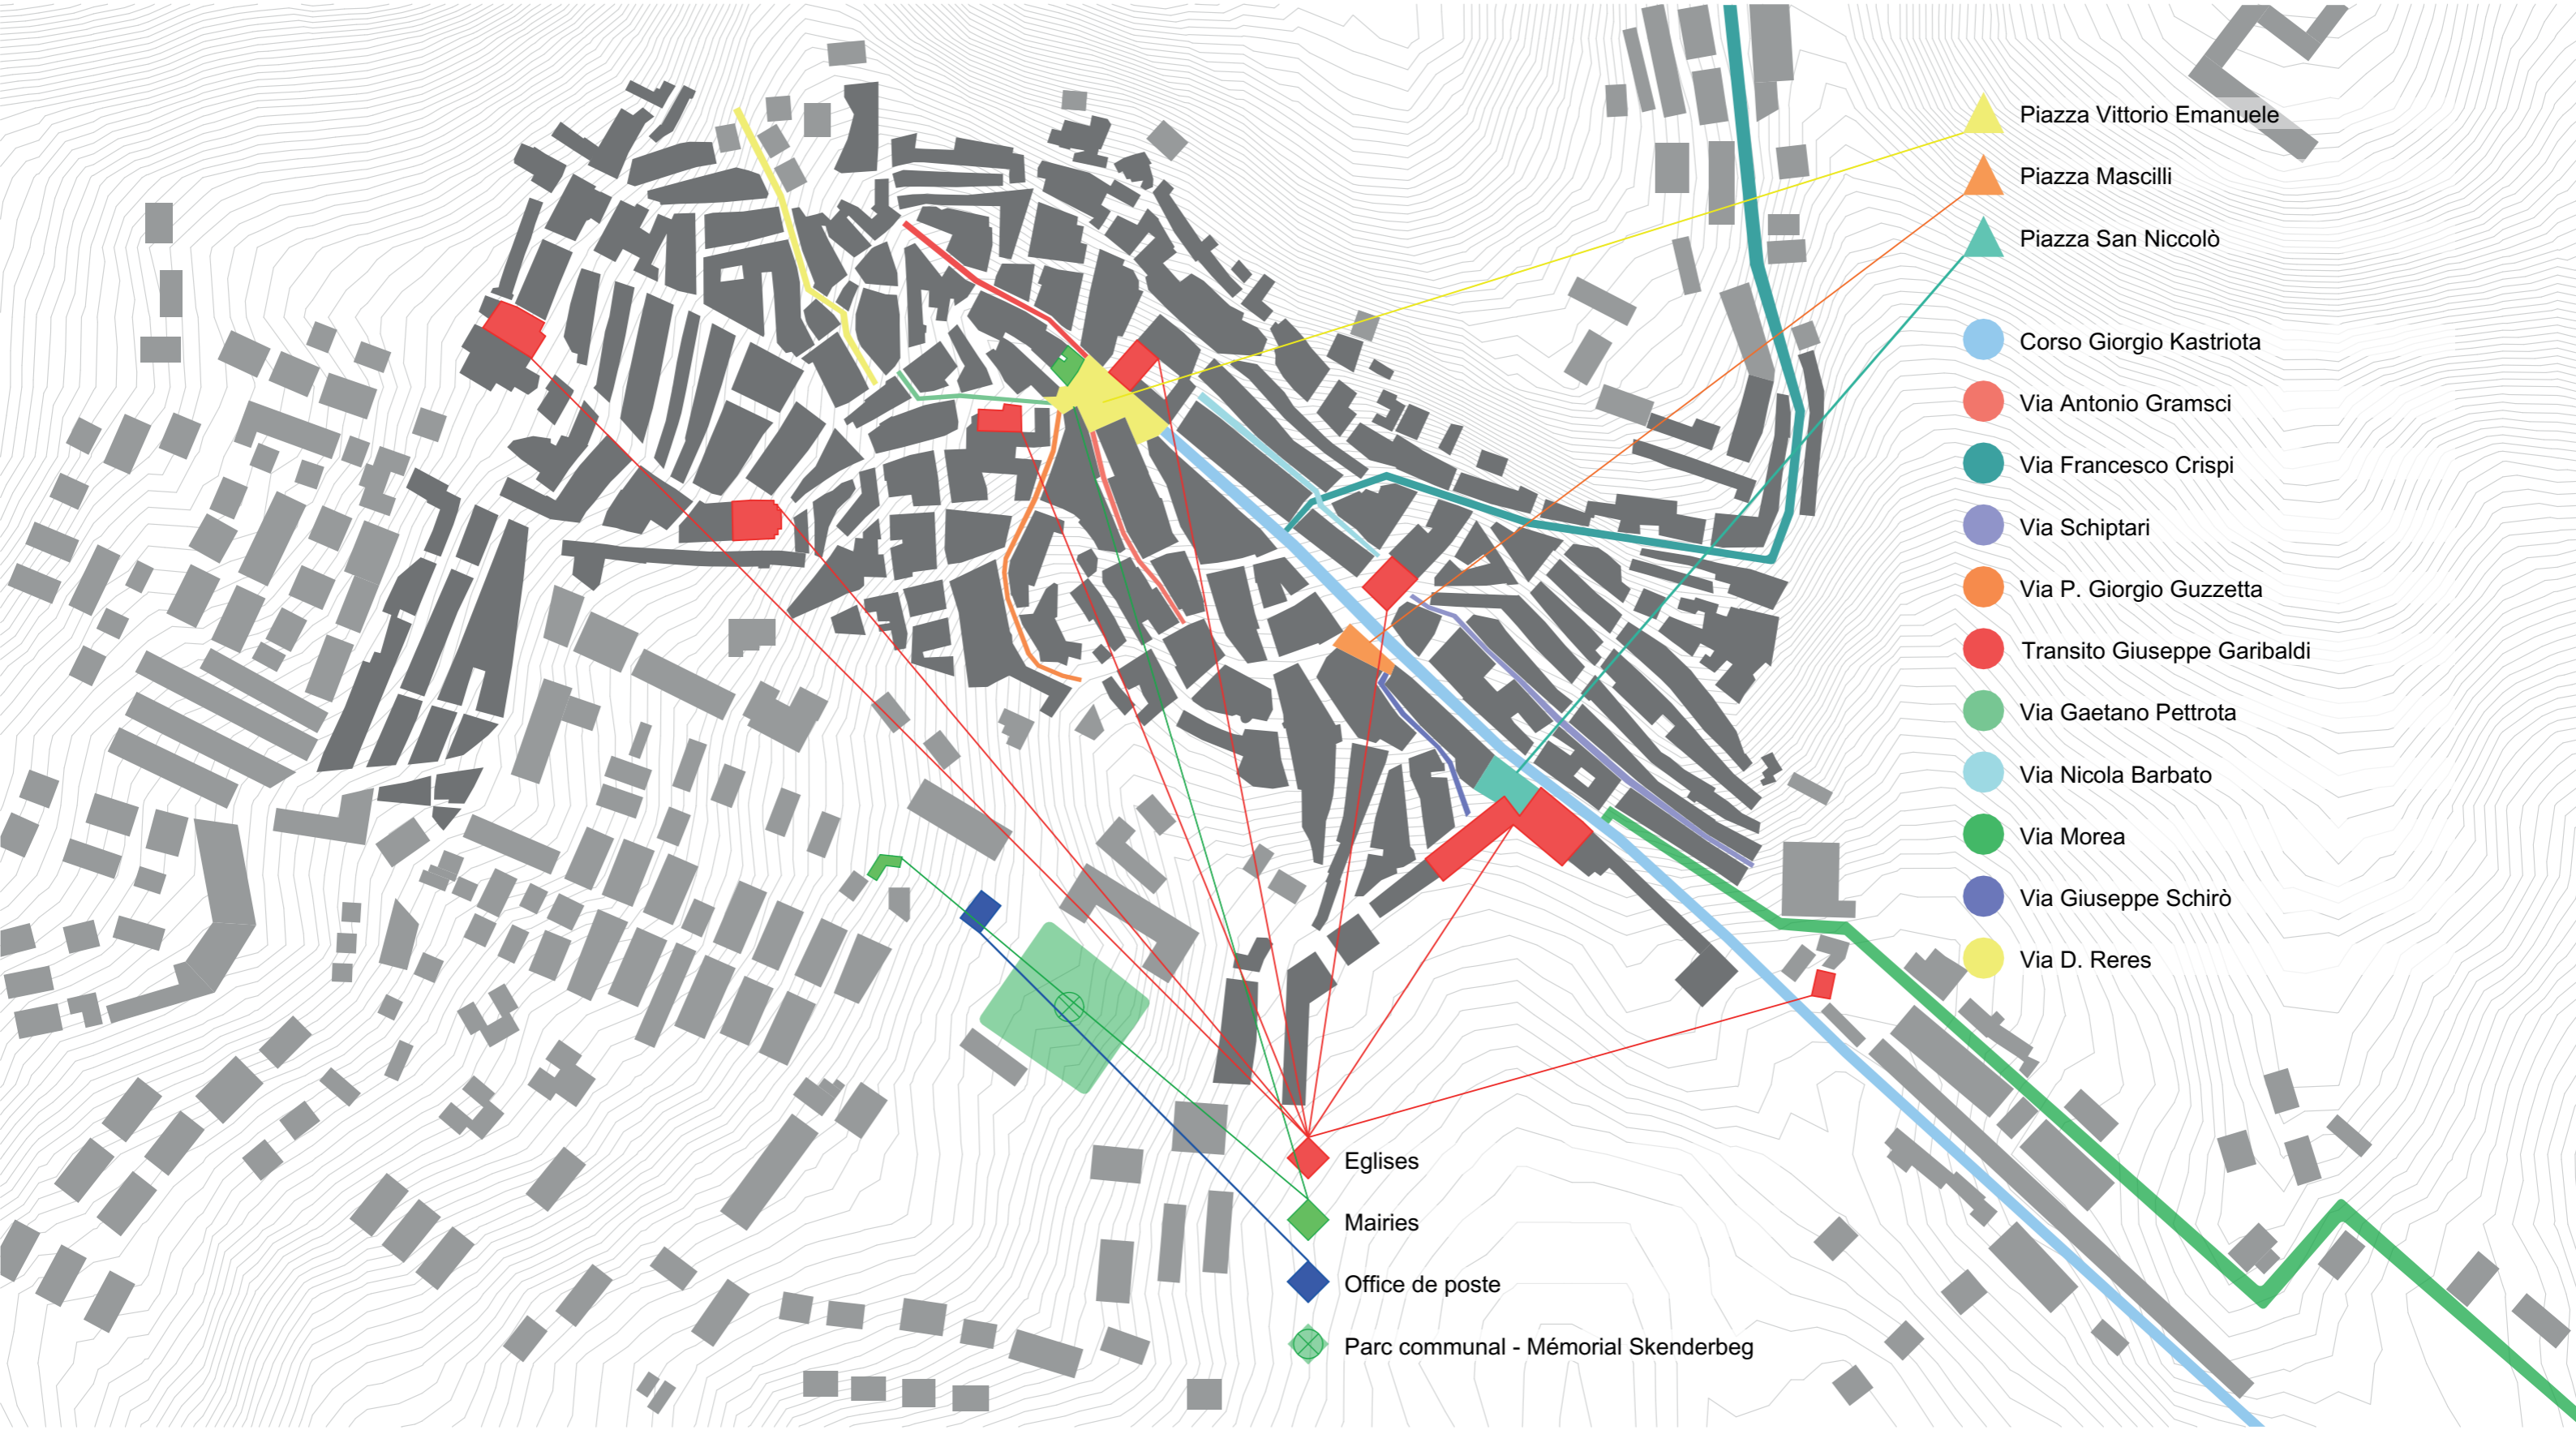 Piazza Vittorio Emanuele
Piazza Mascilli
Piazza San Niccolò
Corso Giorgio Kastriota
Via Antonio Gramsci
Via Francesco Crispi
Via Schiptari
Via P. Giorgio Guzzetta
Transito Giuseppe Garibaldi
Via Gaetano Pettrota
Via Nicola Barbato
Via Morea
Via Giuseppe Schirò
Via D. Reres
Eglises
Mairies
Office de poste
Parc communal - Mémorial Skenderbeg